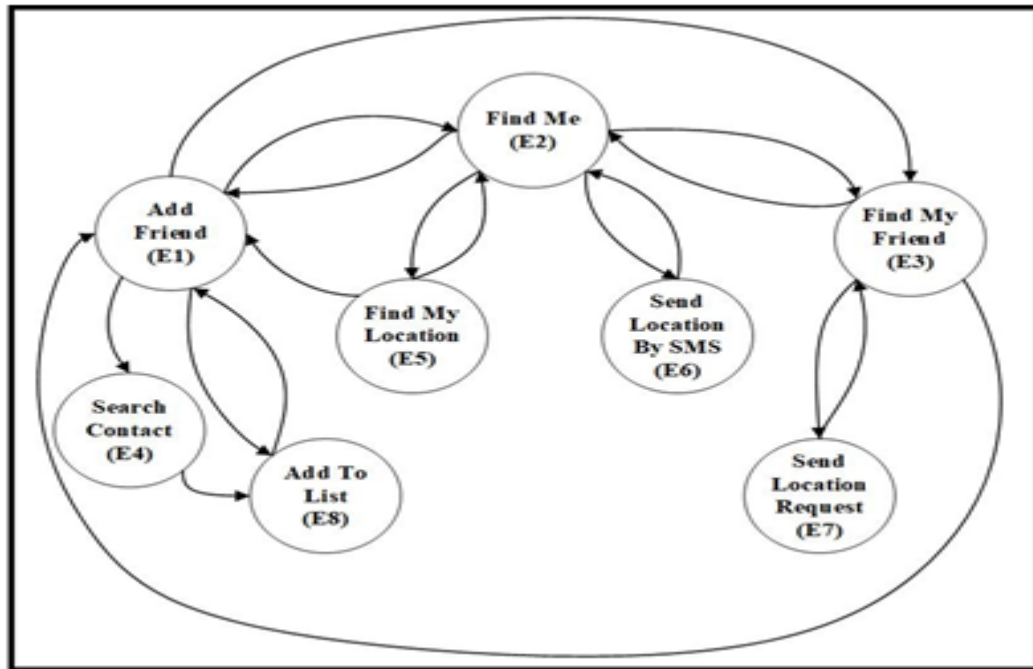 Find Me
(E2)
Add
Friend
(E1)
Find My
Friend
(E3)
Find My
Location
(E5)
Send
Location
By SMS
(E6)
Search
Contact
(E4)
Add To
List
(E8)
Send
Location
Request
(E7)